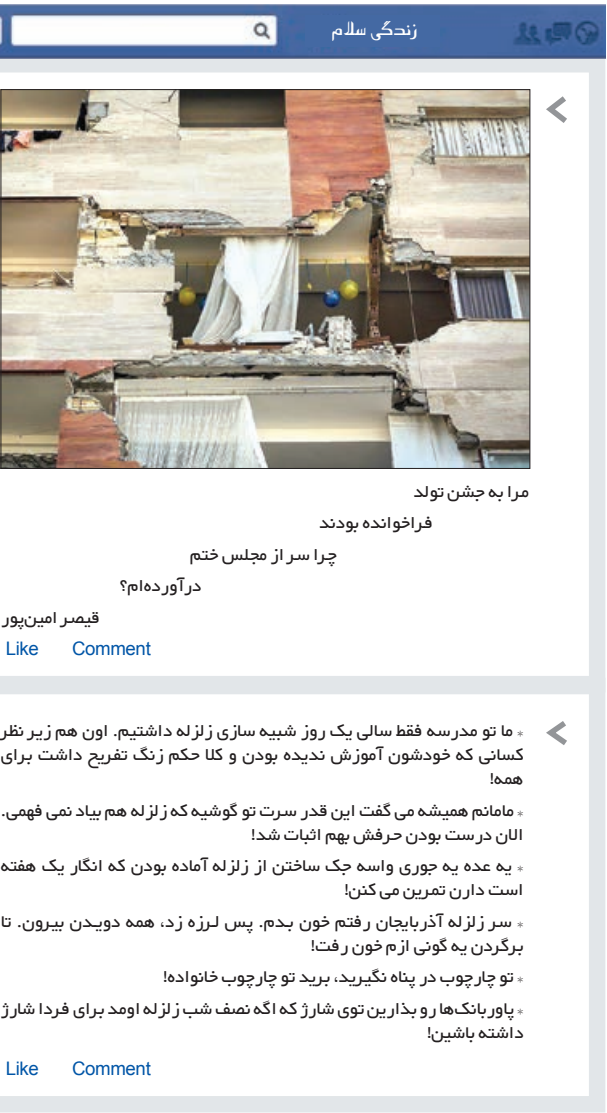 زندگی سلام
مرا به جشن تولد
فراخوانده بودند
چرا سر از مجلس ختم
درآورده‌ام؟
قیصر امین‌پور
Like Comment
* ما تو مدرسه فقط سالی یک روز شبیه سازی زلزله داشتیم. اون هم زیر نظر
کسانی که خودشون آموزش ندیده بودن و کلا حکم زنگ تفریح داشت برای
همه!
* مامانم همیشه می گفت این قدر سرت تو گوشیه که زلزله هم بیاد نمی فهمی.
الان درست بودن حرفش بهم اثبات شد!
* یه عده یه جوری واسه جک ساختن از زلزله آماده بودن که انگار یک هفته
است دارن تمرین می کنن!
* سر زلزله آذربایجان رفتم خون بدم. پس لرزه زد، همه دویدن بیرون. تا
برگردن یه گونی ازم خون رفت!
* تو چارچوب در پناه نگیرید، برید تو چارچوب خانواده!
* پاوربانک‌ها رو بذارین توی شارژ که اگه نصف شب زلزله اومد برای فردا شارژ
داشته باشین!
Like Comment